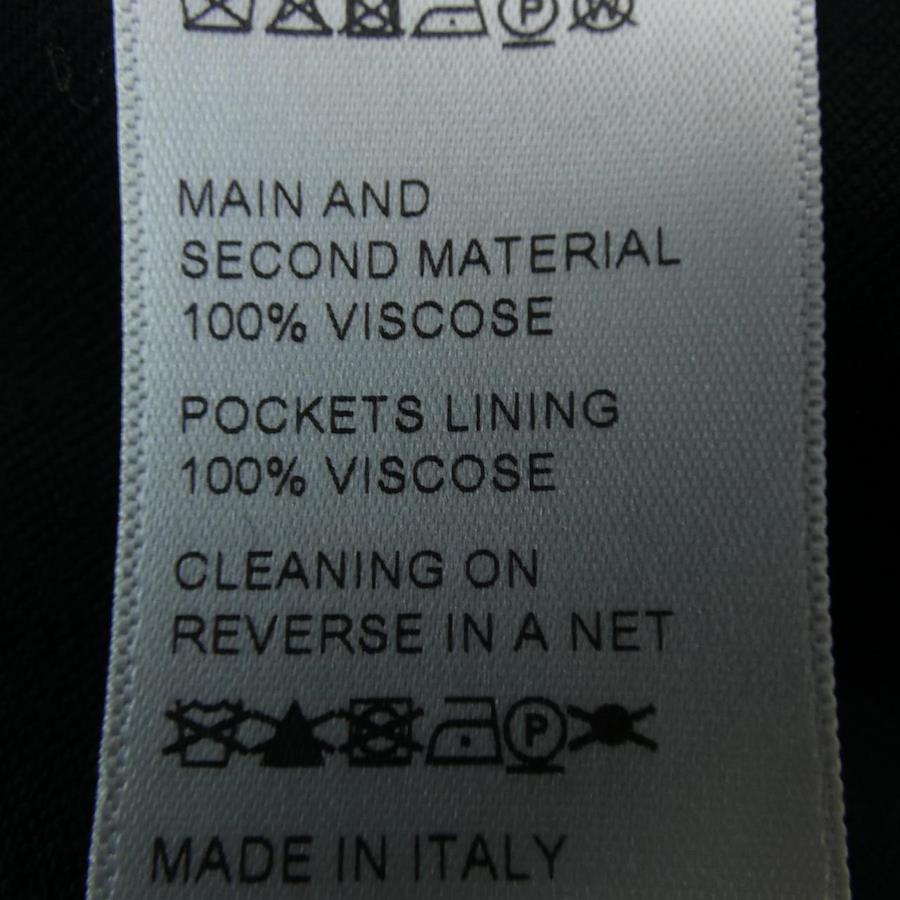 P W
MAIN AND
SECOND MATERIAL
100% VISCOSE
POCKETS LINING
100% VISCOSE
CLEANING ON
REVERSE IN A NET
P
MADE IN ITALY